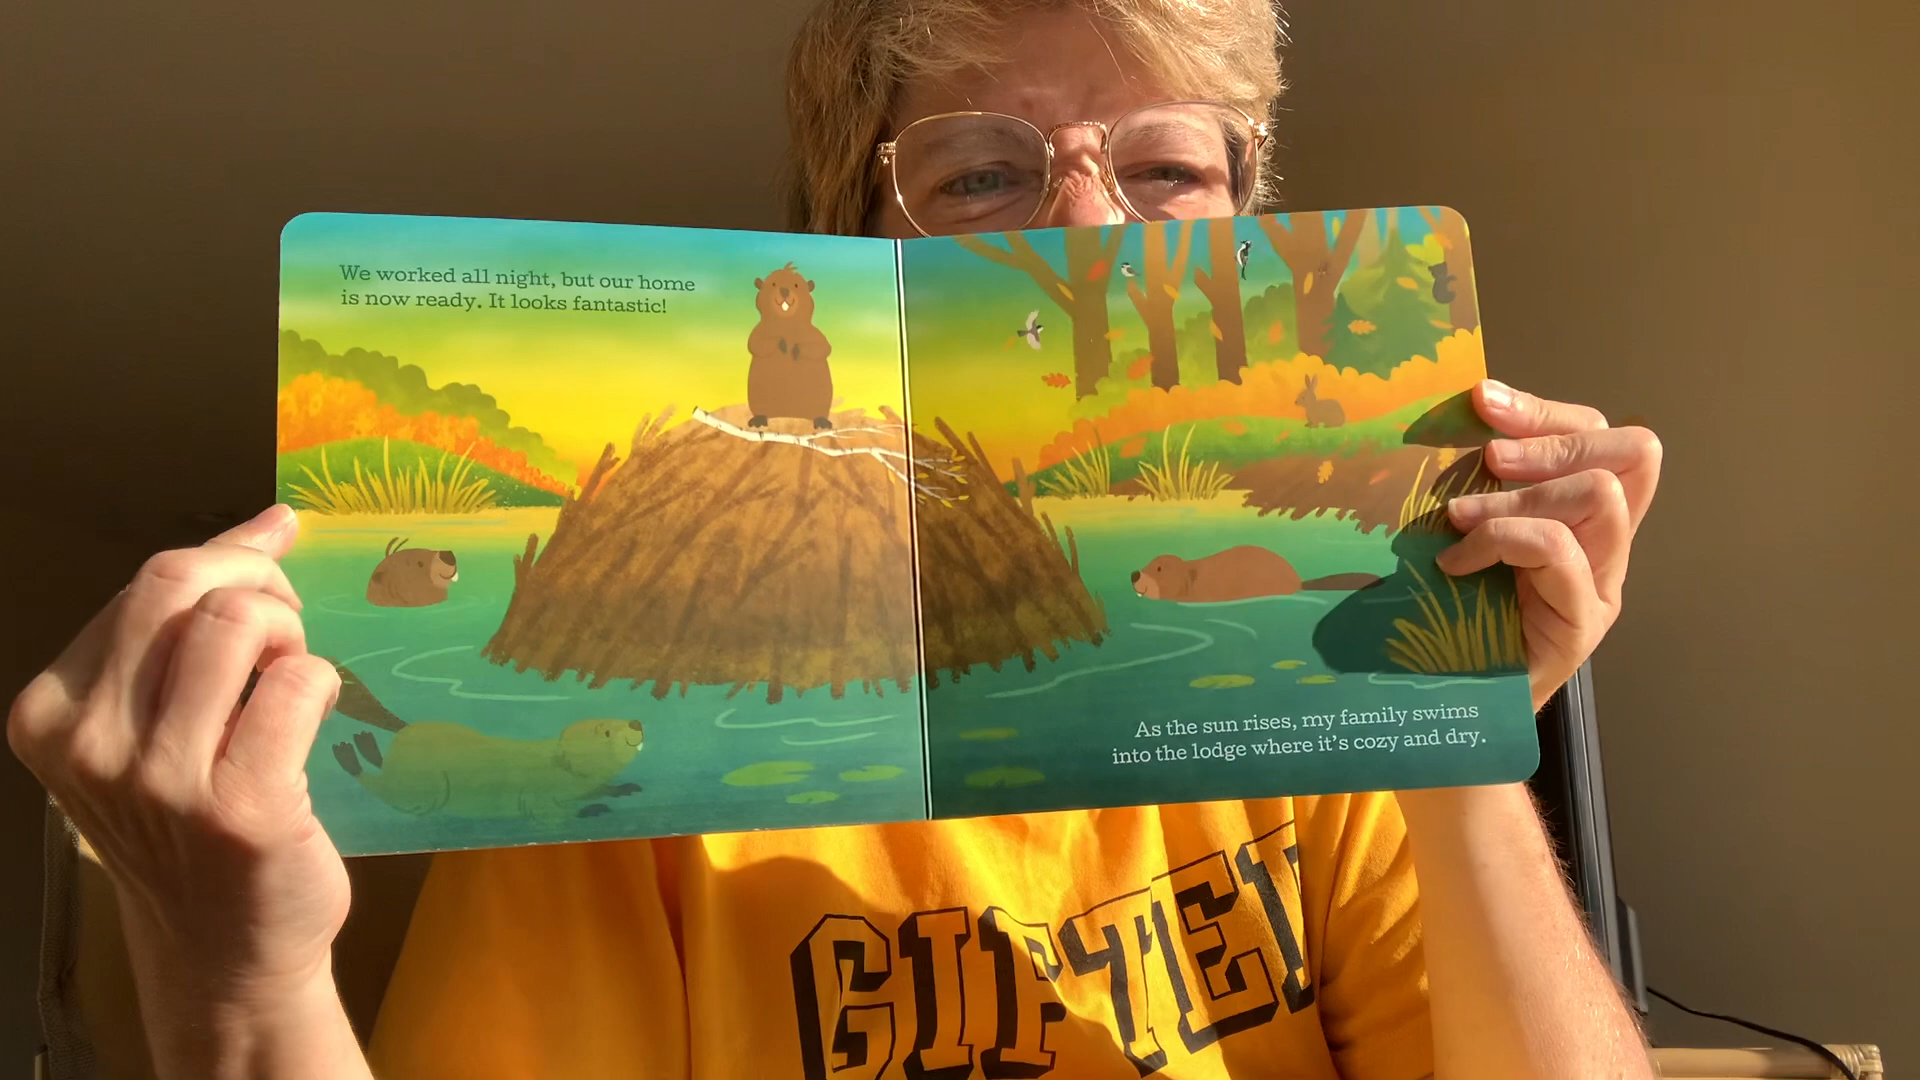 We worked all night, but our home
is now ready. It looks fantastic!
As the sun rises, my family swims
into the lodge where it's cozy and dry.
GIFTED